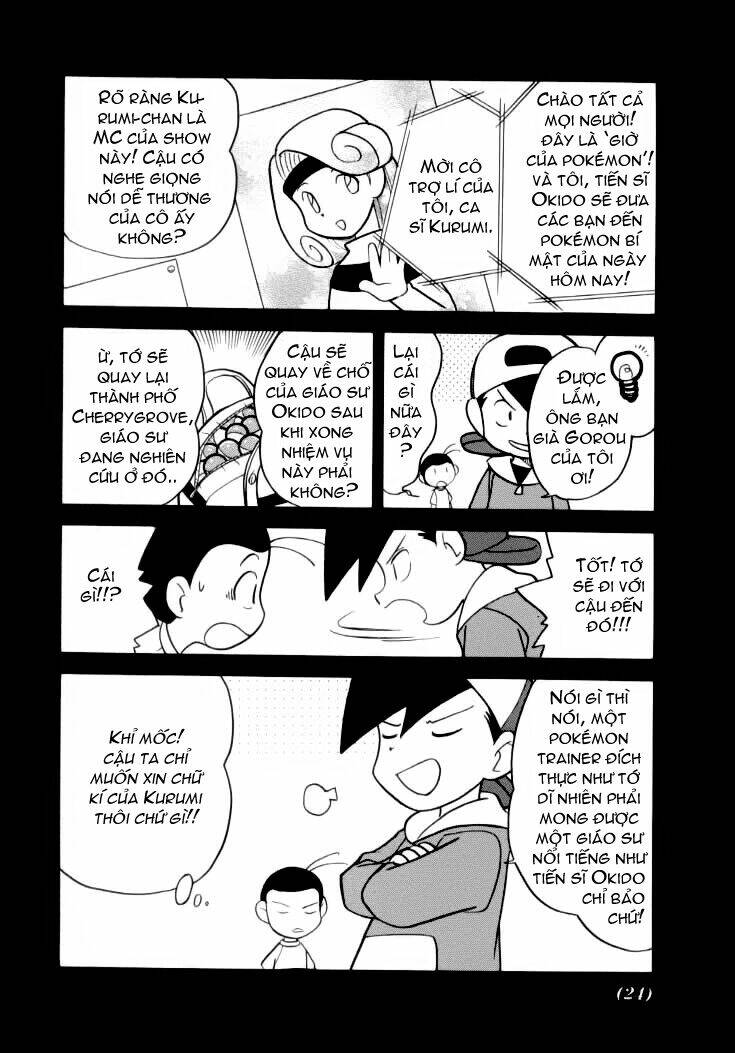 CHÀO TẤT CẢ
MỌI NGƯỜI!
ĐÂY LÀ 'GIỜ
CỦA POKÉMON'!
VÀ TÔI, TIẾN SĨ
OKIDO SẼ ĐƯA
CÁC BẠN ĐẾN
POKÉMON BÍ
MẬT CỦA NGÀY
HÔM NAY!
MỜI CÔ
TRỢ LÍ CỦA
TÔI, CA
SĨ KURUMI.
RÕ RÀNG KU-
RUMI-CHAN LÀ
MC CỦA SHOW
NÀY! CẬU CÓ
NGHE GIỌNG
NÓI DỄ THƯƠNG
CỦA CÔ ẤY
KHÔNG?
ĐƯỢC
LẮM,
ÔNG BẠN
GIÀ GOROU
CỦA TÔI
ƠI!
LẠI
CÁI
GÌ
NỮA
ĐÂY
?
CẬU SẼ
QUAY VỀ CHỖ
CỦA GIÁO SƯ
OKIDO SAU
KHI XONG
NHIỆM VỤ
NÀY PHẢI
KHÔNG?
Ừ, TỚ SẼ
QUAY LẠI
THÀNH PHỐ
CHERRYGROVE,
GIÁO SƯ
ĐANG NGHIÊN
CỨU Ở ĐÓ..
TỐT! TỚ
SẼ ĐI VỚI
CẬU ĐẾN
ĐÓ!!!
CÁI
GÌ!!?
NÓI GÌ THÌ
NÓI, MỘT
POKÉMON
TRAINER ĐÍCH
THỰC NHƯ TỚ
DĨ NHIÊN PHẢI
MONG ĐƯỢC
MỘT GIÁO SƯ
NỔI TIẾNG NHƯ
TIẾN SĨ OKIDO
CHỈ BẢO
CHỨ!
KHỈ MỐC!
CẬU TA CHỈ
MUỐN XIN CHỮ
KÍ CỦA KURUMI
THÔI CHỨ GÌ!!
(24)